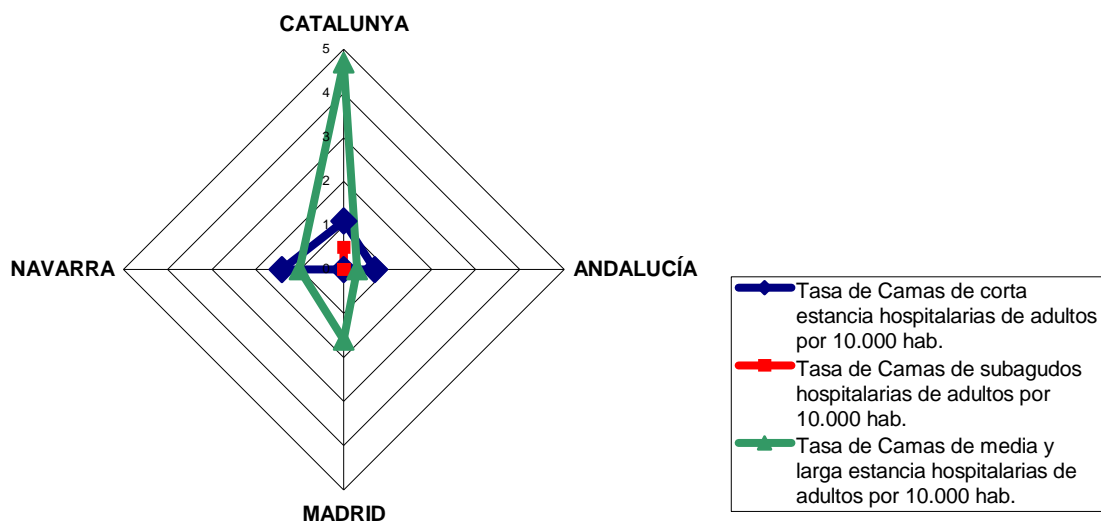 CATALUNYA
5
4
3
2
1
0
NAVARRA
ANDALUCÍA
MADRID
Tasa de Camas de corta
estancia hospitalarias de adultos
por 10.000 hab.
Tasa de Camas de subagudos
hospitalarias de adultos por
10.000 hab.
Tasa de Camas de media y
larga estancia hospitalarias de
adultos por 10.000 hab.